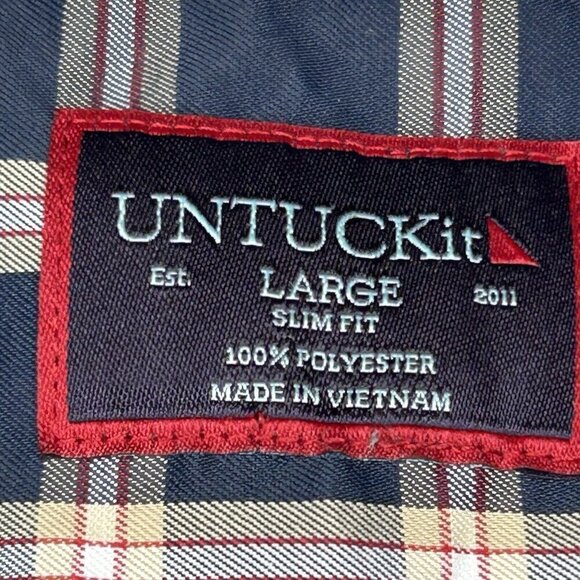 UNTUCKit
Est. LARGE 2011
SLIM FIT
100% POLYESTER
MADE IN VIETNAM